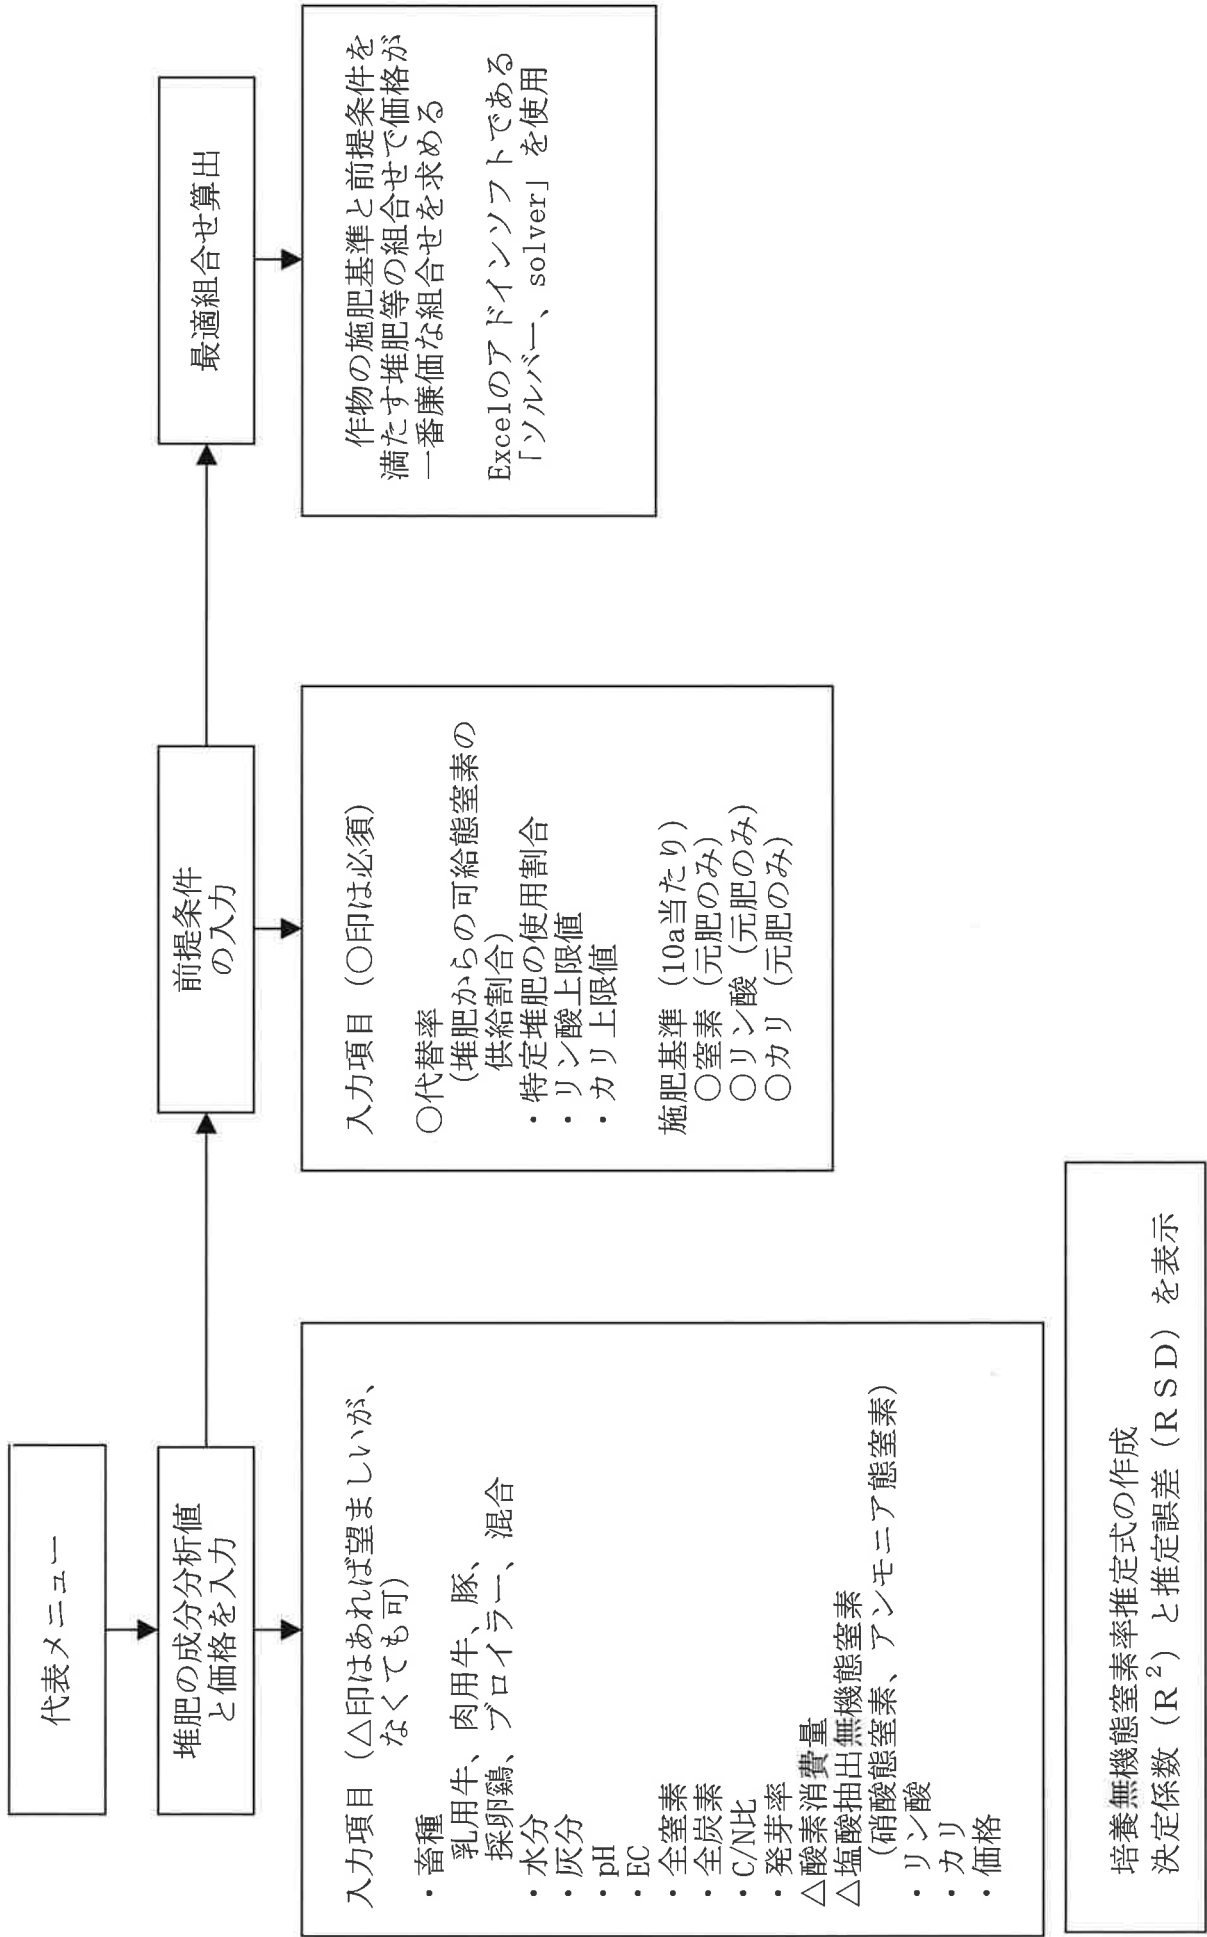 代表メニュー
堆肥の成分分析値
と価格を入力
入力項目（△印はあれば望ましいが、
なくても可）
・畜種
乳用牛、肉用牛、豚、
採卵鶏、ブロイラー、混合
・水分
・灰分
・pH
・EC
・全窒素
・全炭素
・C/N比
・発芽率
△酸素消費量
△塩酸抽出無機態窒素
（硝酸態窒素、アンモニア態窒素）
・リン酸
・カリ
・価格
培養無機態窒素率推定式の作成
決定係数（R²）と推定誤差（RSD）を表示
前提条件
の入力
入力項目（○印は必須）
○代替率
（堆肥からの可給態窒素の
供給割合）
・特定堆肥の使用割合
・リン酸上限値
・カリ上限値
施肥基準（10a当たり）
○窒素（元肥のみ）
○リン酸（元肥のみ）
○カリ（元肥のみ）
最適組合せ算出
作物の施肥基準と前提条件を
満たす堆肥等の組合せで価格が
一番廉価な組合せを求める
Excelのアドインソフトである
「ソルバー、solver」を使用